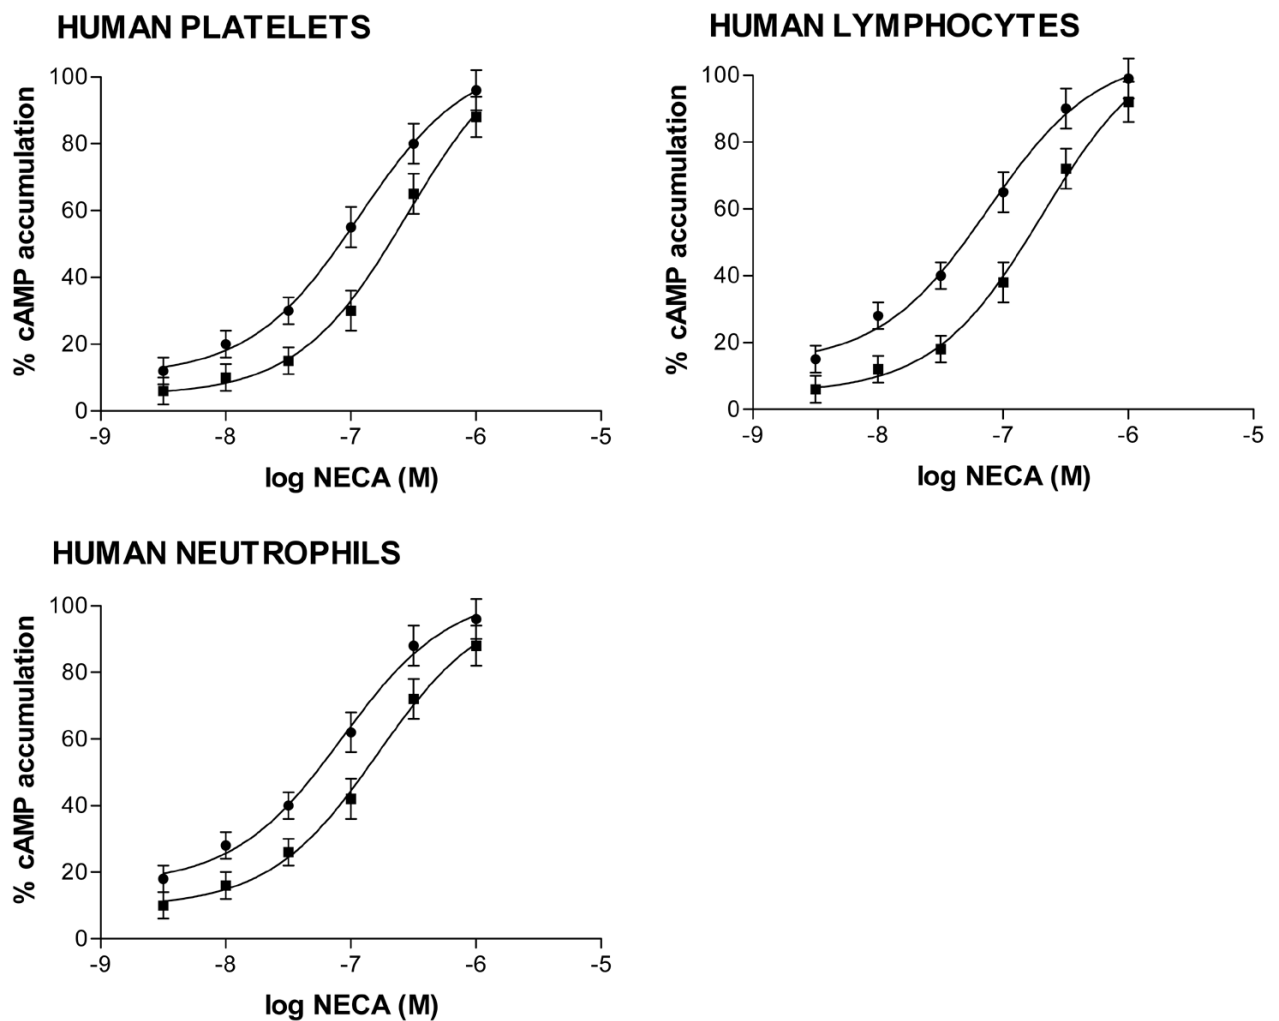 HUMAN PLATELETS
% cAMP accumulation
100
80
60
40
20
0
-9 -8 -7 -6 -5
log NECA (M)
HUMAN LYMPHOCYTES
% cAMP accumulation
100
80
60
40
20
0
-9 -8 -7 -6 -5
log NECA (M)
HUMAN NEUTROPHILS
% cAMP accumulation
100
80
60
40
20
0
-9 -8 -7 -6 -5
log NECA (M)